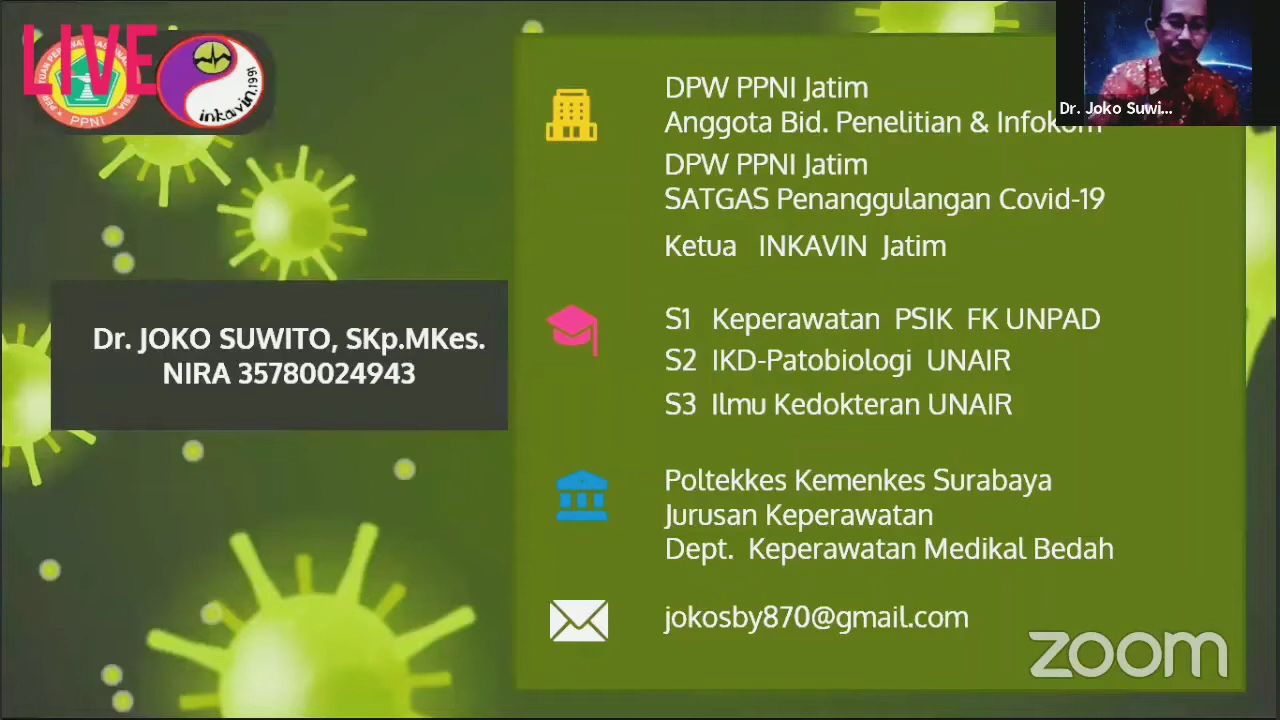 LIVE
PPNI
inkavin.1991
Dr. Joko Suwi...
Dr. JOKO SUWITO, SKp.MKes.
NIRA 35780024943
DPW PPNI Jatim
Anggota Bid. Penelitian & Infokom
DPW PPNI Jatim
SATGAS Penanggulangan Covid-19
Ketua INKAVIN Jatim
S1 Keperawatan PSIK FK UNPAD
S2 IKD-Patobiologi UNAIR
S3 Ilmu Kedokteran UNAIR
Poltekkes Kemenkes Surabaya
Jurusan Keperawatan
Dept. Keperawatan Medikal Bedah
jokosby870@gmail.com
zoom